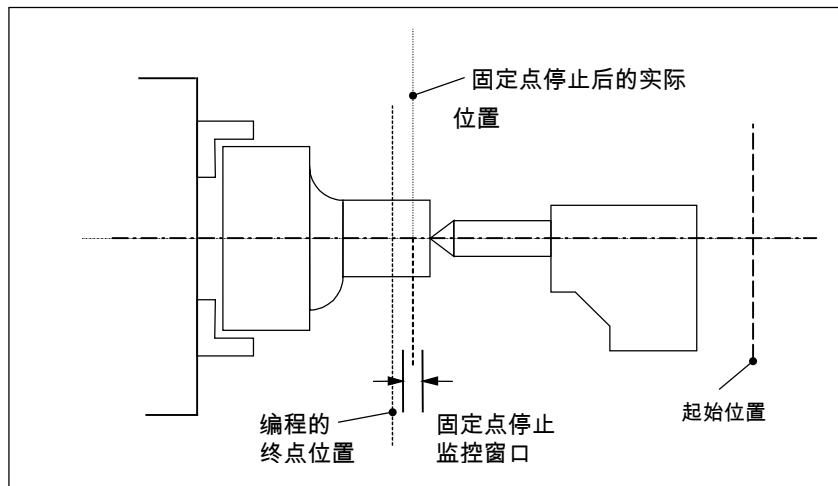 固定点停止后的实际
位置
编程的
终点位置
固定点停止
监控窗口
起始位置